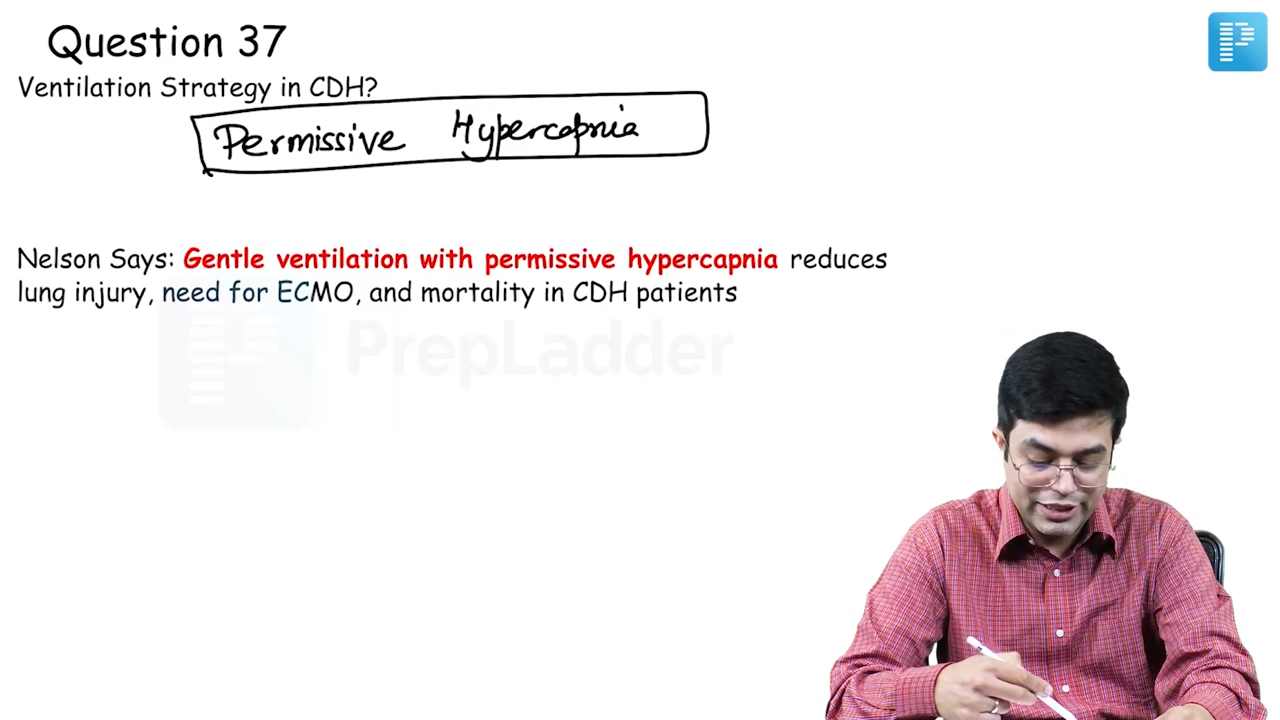 Question 37
Ventilation Strategy in CDH?
Permissive Hypercapnia
Nelson Says: Gentle ventilation with permissive hypercapnia reduces
lung injury, need for ECMO, and mortality in CDH patients
PrepLadder